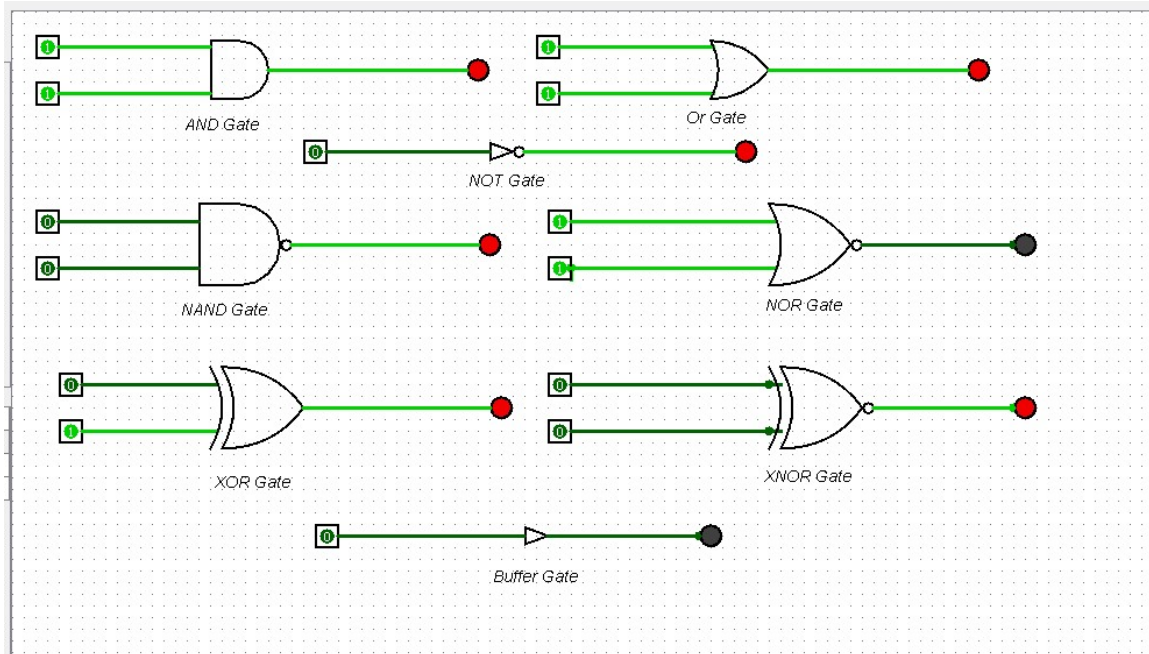 1 1
1 1
AND Gate
Or Gate
0
NOT Gate
0 1
0 1
NAND Gate
NOR Gate
0 0
1 0
XOR Gate
XNOR Gate
0
Buffer Gate